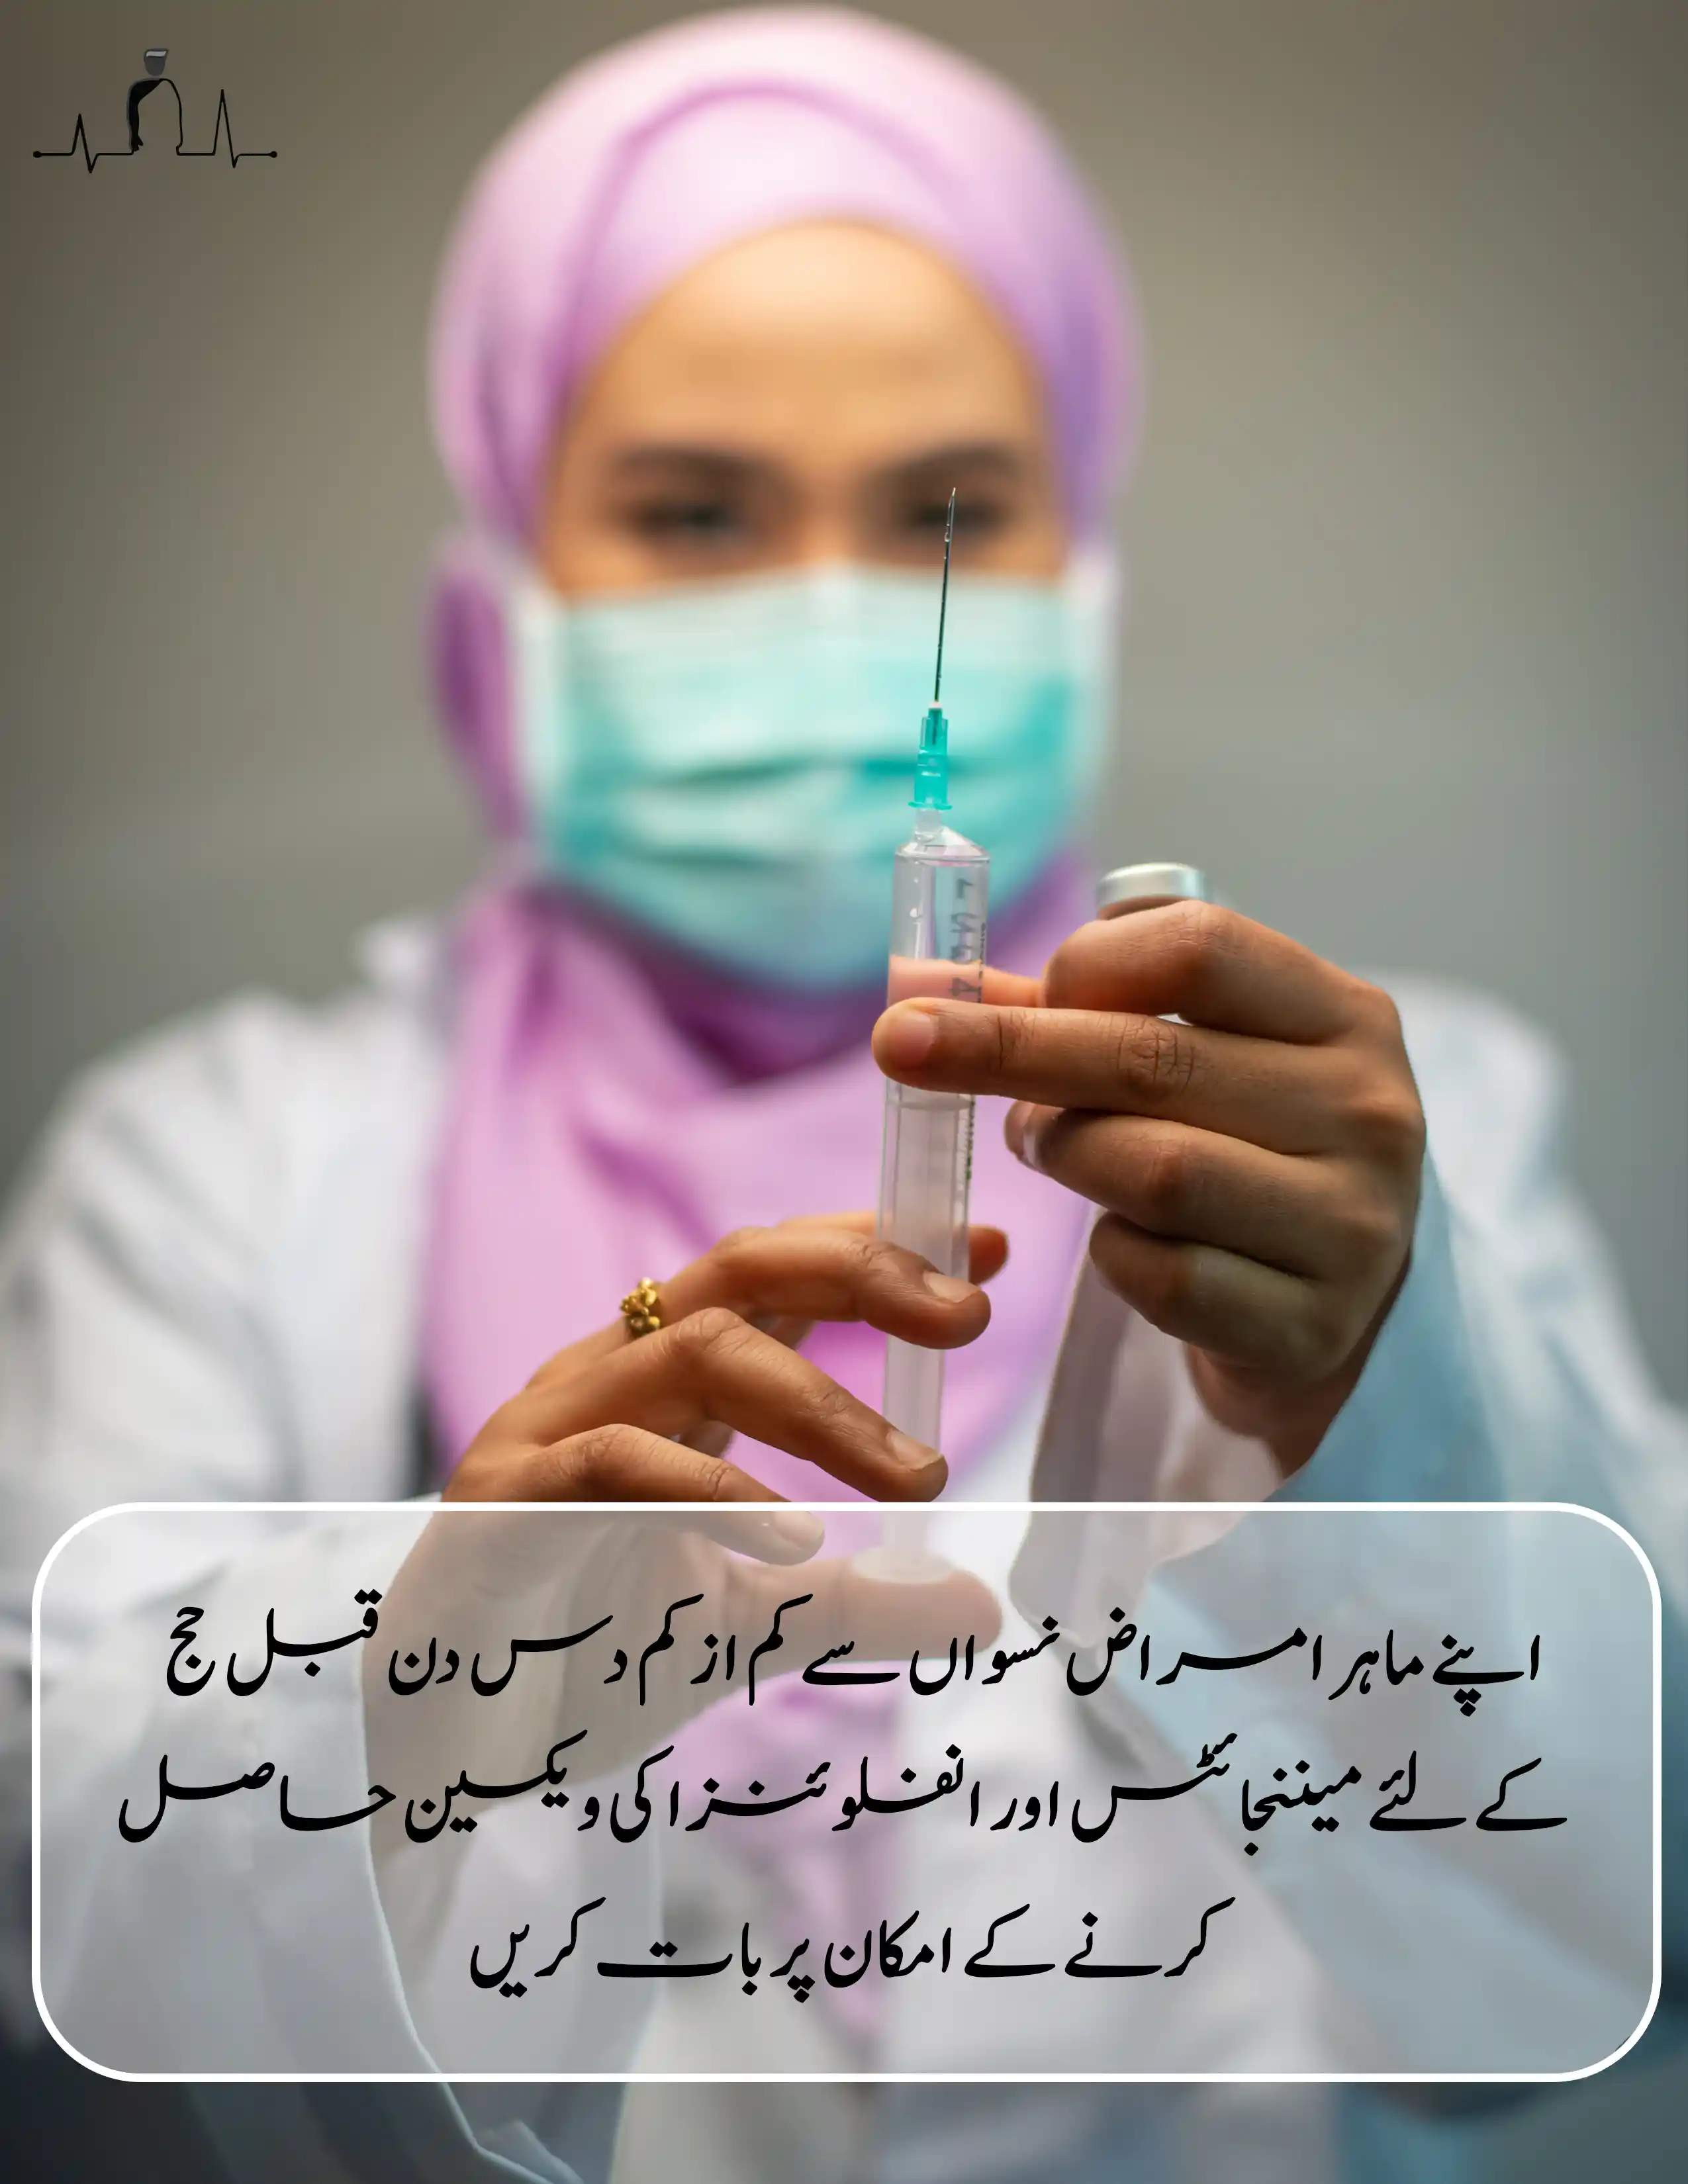 اپنے ماہر امراض نسواں سے کم از کم دس دن قبل حج
کے لئے میننجائٹس اور انفلوئنزا کی ویکسین حاصل
کرنے کے امکان پر بات کریں